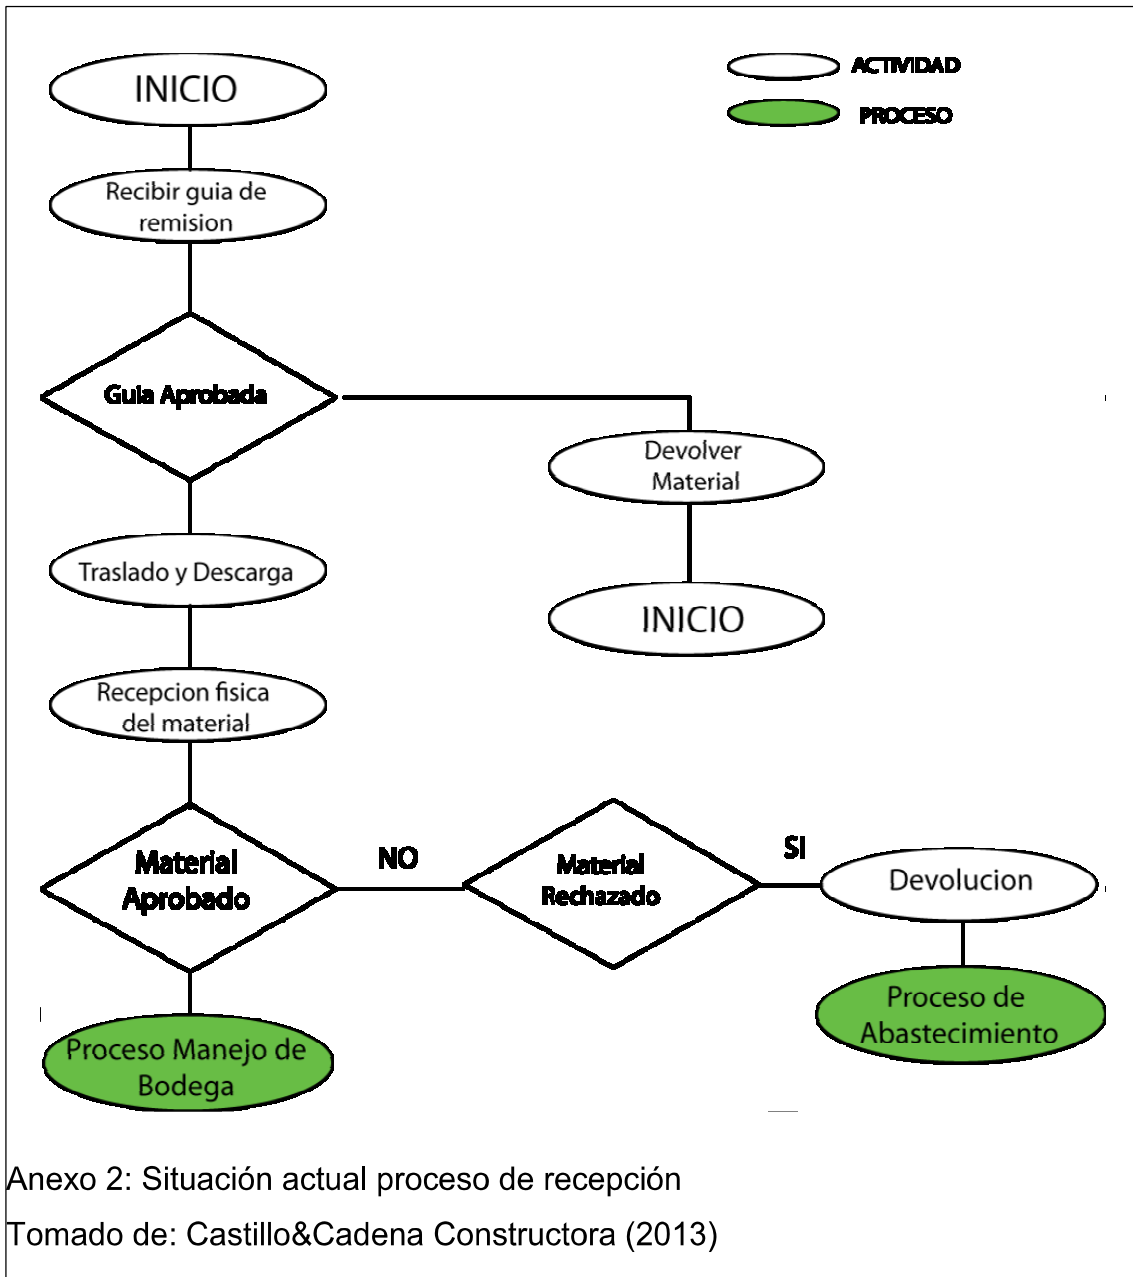 INICIO
ACTIVIDAD
PROCESO
Recibir guia de
remision
Guia Aprobada
Devolver
Material
Traslado y Descarga
INICIO
Recepcion fisica
del material
Material
Aprobado
NO
Material
Rechazado
SI
Devolucion
Proceso de
Abastecimiento
Proceso Manejo de
Bodega
Anexo 2: Situación actual proceso de recepción
Tomado de: Castillo&Cadena Constructora (2013)